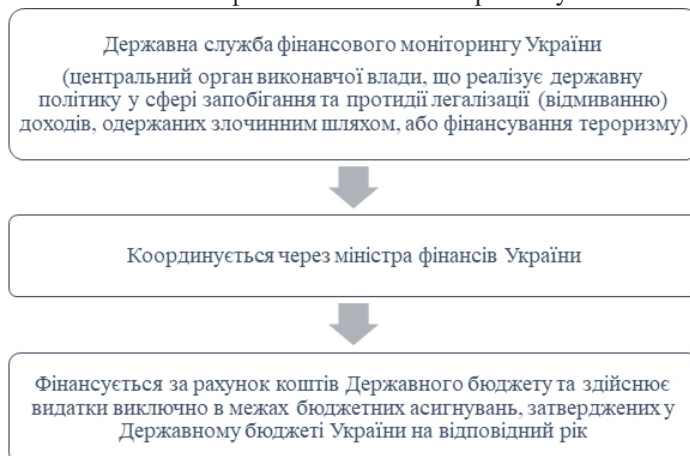 Державна служба фінансового моніторингу України
(центральний орган виконавчої влади, що реалізує державну
політику у сфері запобігання та протидії легалізації (відмиванню)
доходів, одержаних злочинним шляхом, або фінансування тероризму)
Координується через міністра фінансів України
Фінансується за рахунок коштів Державного бюджету та здійснює
видатки виключно в межах бюджетних асигнувань, затверджених у
Державному бюджеті України на відповідний рік